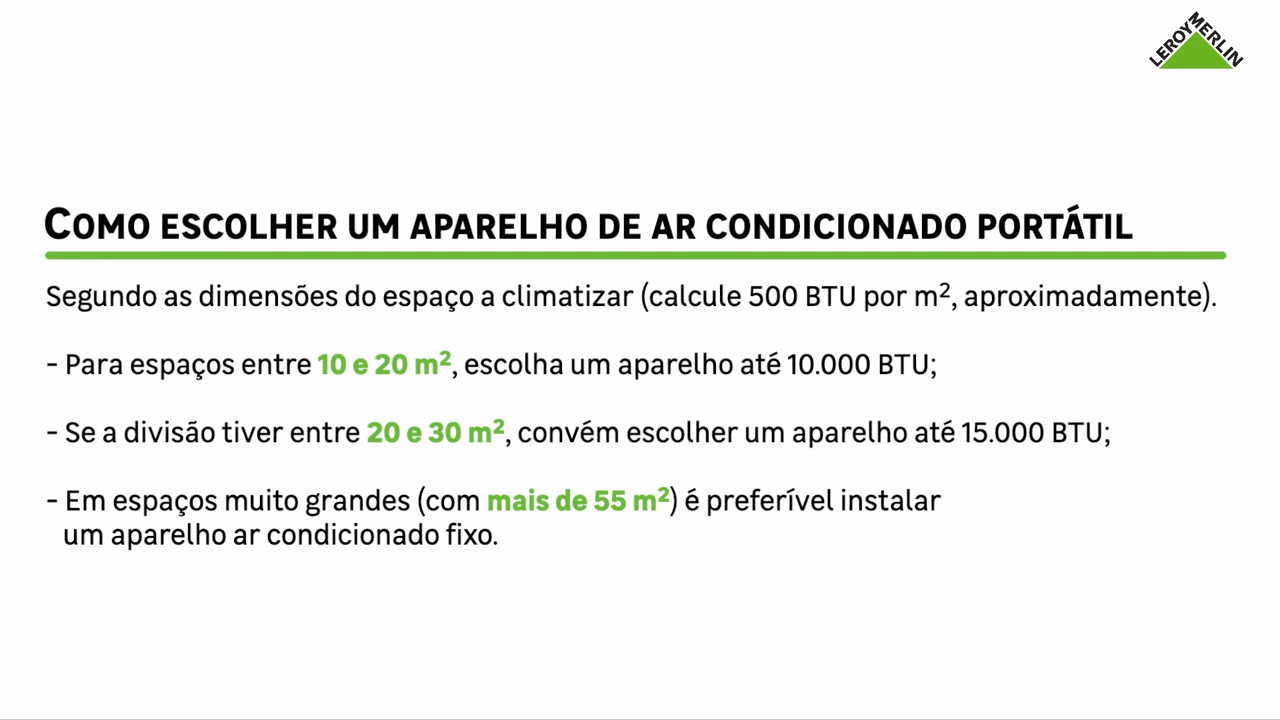 LEROY MERLIN
COMO ESCOLHER UM APARELHO DE AR CONDICIONADO PORTÁTIL
Segundo as dimensões do espaço a climatizar (calcule 500 BTU por m², aproximadamente).
- Para espaços entre 10 e 20 m², escolha um aparelho até 10.000 BTU;
- Se a divisão tiver entre 20 e 30 m², convém escolher um aparelho até 15.000 BTU;
- Em espaços muito grandes (com mais de 55 m²) é preferível instalar
um aparelho ar condicionado fixo.